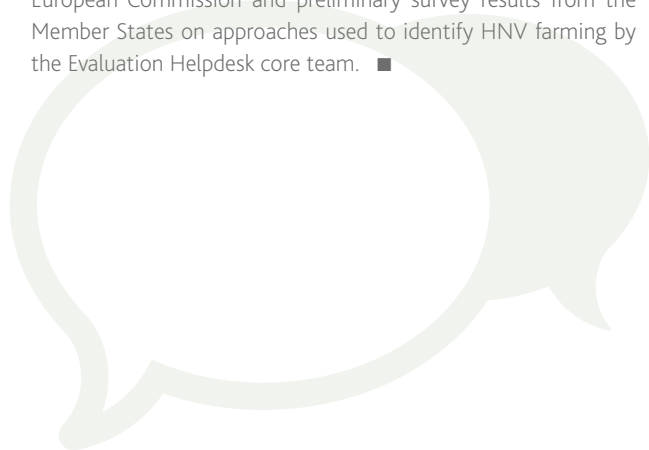 European Commission and preliminary survey results from the
Member States on approaches used to identify HNV farming by
the Evaluation Helpdesk core team. ■